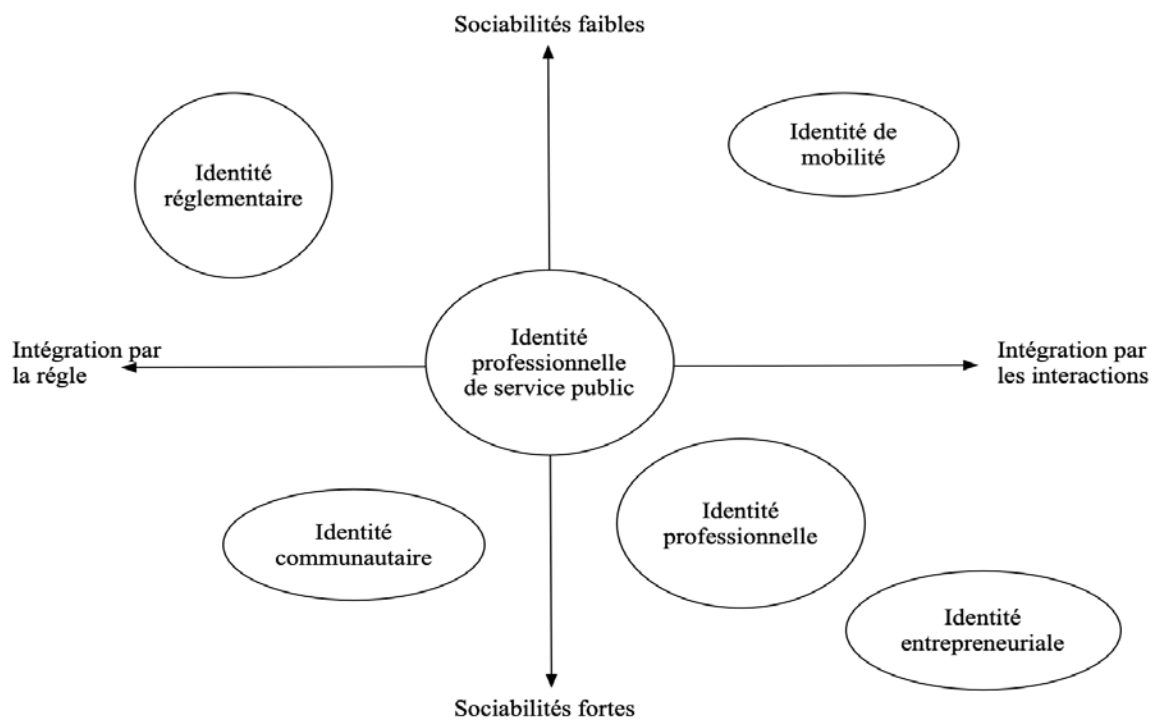 Sociabilités faibles
Identité de
mobilité
Identité
réglementaire
Identité
professionnelle
de service public
Intégration par
la régle
Intégration par
les interactions
Identité
professionnelle
Identité
communautaire
Identité
entrepreneuriale
Sociabilités fortes